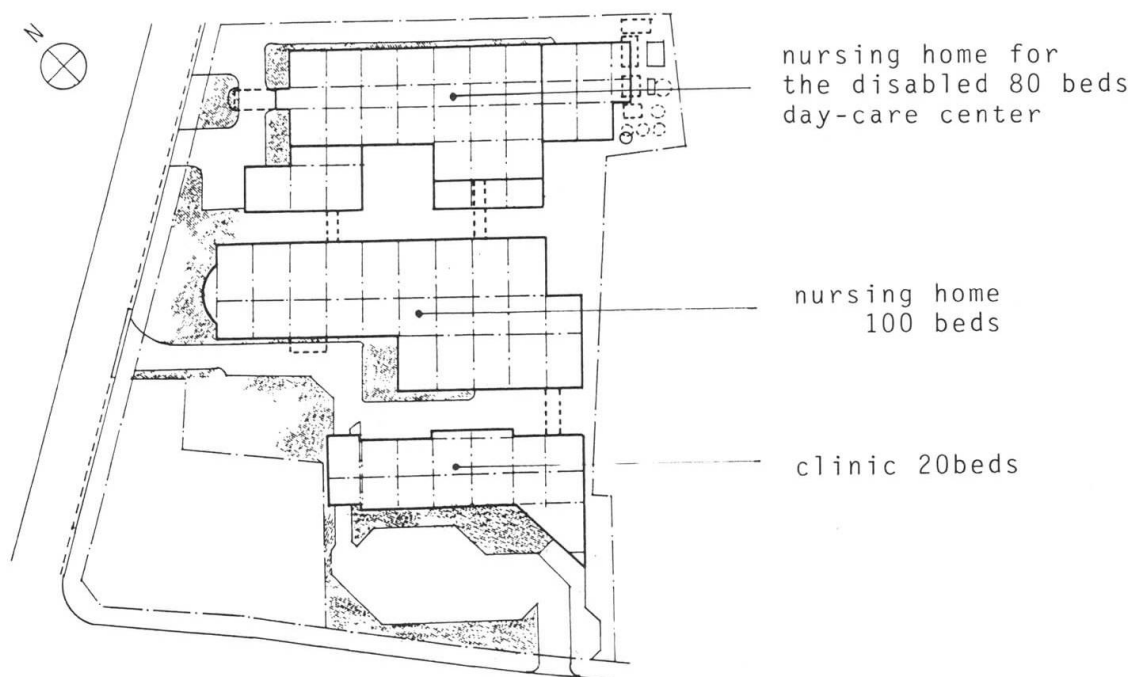 N
nursing home for
the disabled 80 beds
day-care center
nursing home
100 beds
clinic 20beds